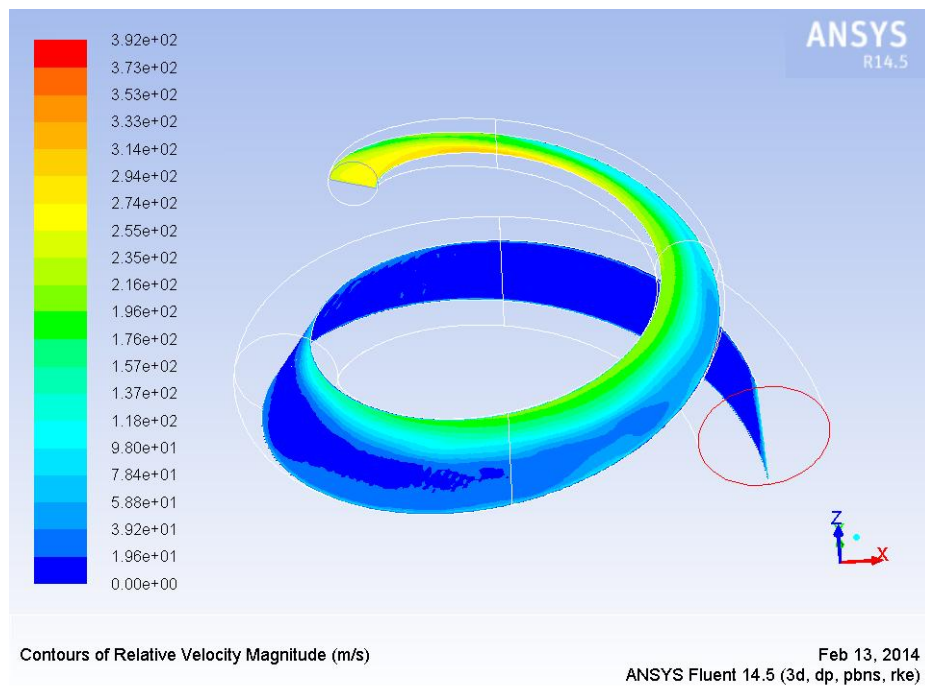 ANSYS
R14.5
3.92e+02
3.73e+02
3.53e+02
3.33e+02
3.14e+02
2.94e+02
2.74e+02
2.55e+02
2.35e+02
2.16e+02
1.96e+02
1.76e+02
1.57e+02
1.37e+02
1.18e+02
9.80e+01
7.84e+01
5.88e+01
3.92e+01
1.96e+01
0.00e+00
Z
X
Contours of Relative Velocity Magnitude (m/s)
Feb 13, 2014
ANSYS Fluent 14.5 (3d, dp, pbns, rke)